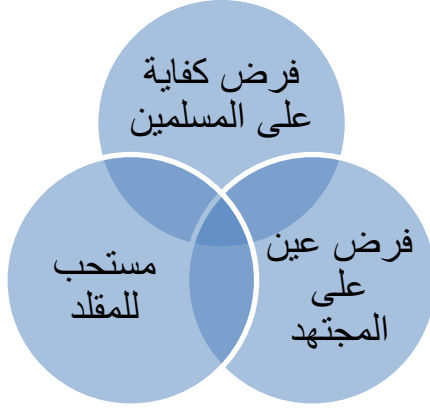 فرض كفاية
على المسلمين
فرض عين
على
المجتهد
مستحب
للمقلد